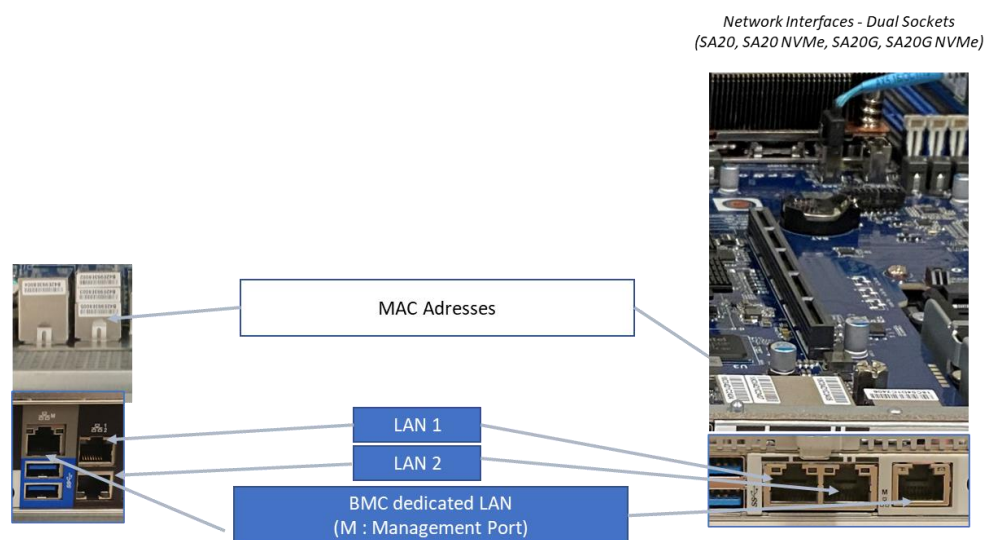 Network Interfaces - Dual Sockets
(SA20, SA20 NVMe, SA20G, SA20G NVMe)
MAC Adresses
LAN 1
LAN 2
BMC dedicated LAN
(M : Management Port)